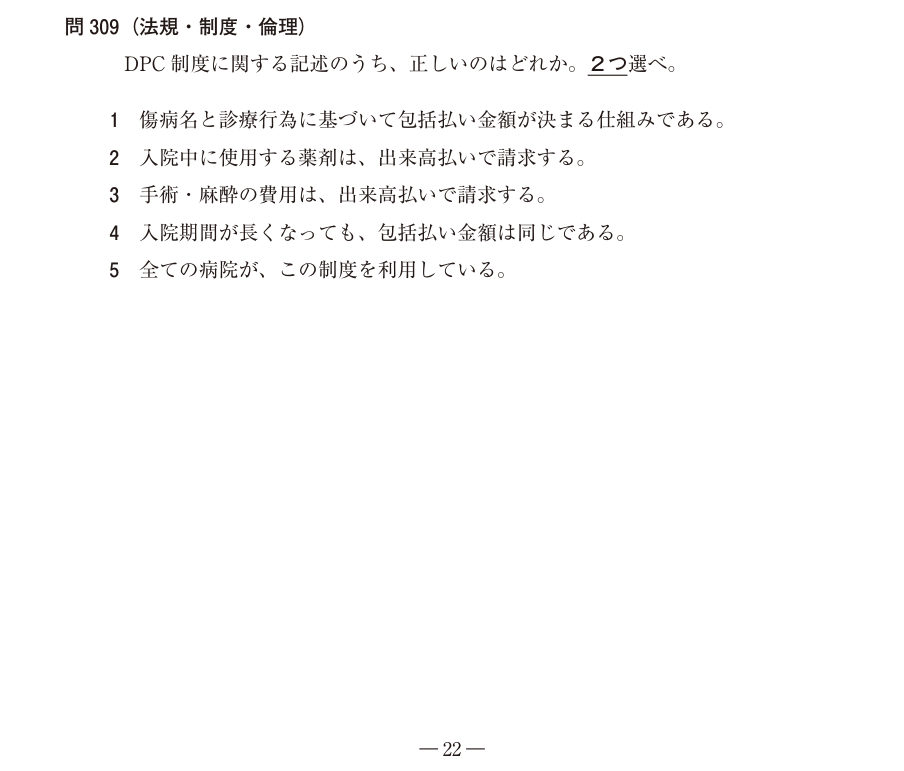 問 309 （法規・制度・倫理）
DPC 制度に関する記述のうち、正しいのはどれか。２つ選べ。
1 傷病名と診療行為に基づいて包括払い金額が決まる仕組みである。
2 入院中に使用する薬剤は、出来高払いで請求する。
3 手術・麻酔の費用は、出来高払いで請求する。
4 入院期間が長くなっても、包括払い金額は同じである。
5 全ての病院が、この制度を利用している。
― 22 ―